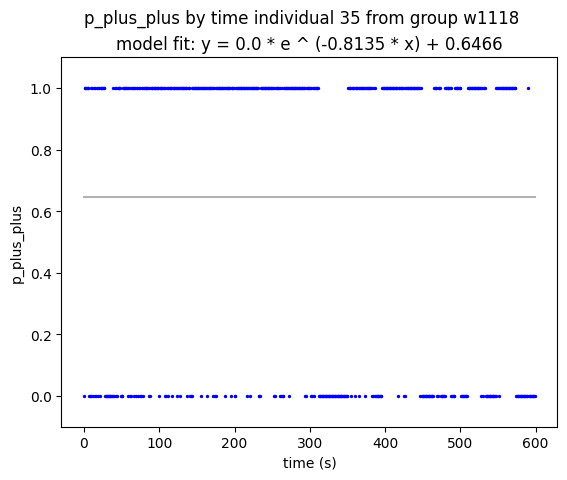 p_plus_plus by time individual 35 from group w1118
model fit: y = 0.0 * e ^ (-0.8135 * x) + 0.6466
1.0
0.8
0.6
0.4
0.2
0.0
p_plus_plus
0 100 200 300 400 500 600
time (s)